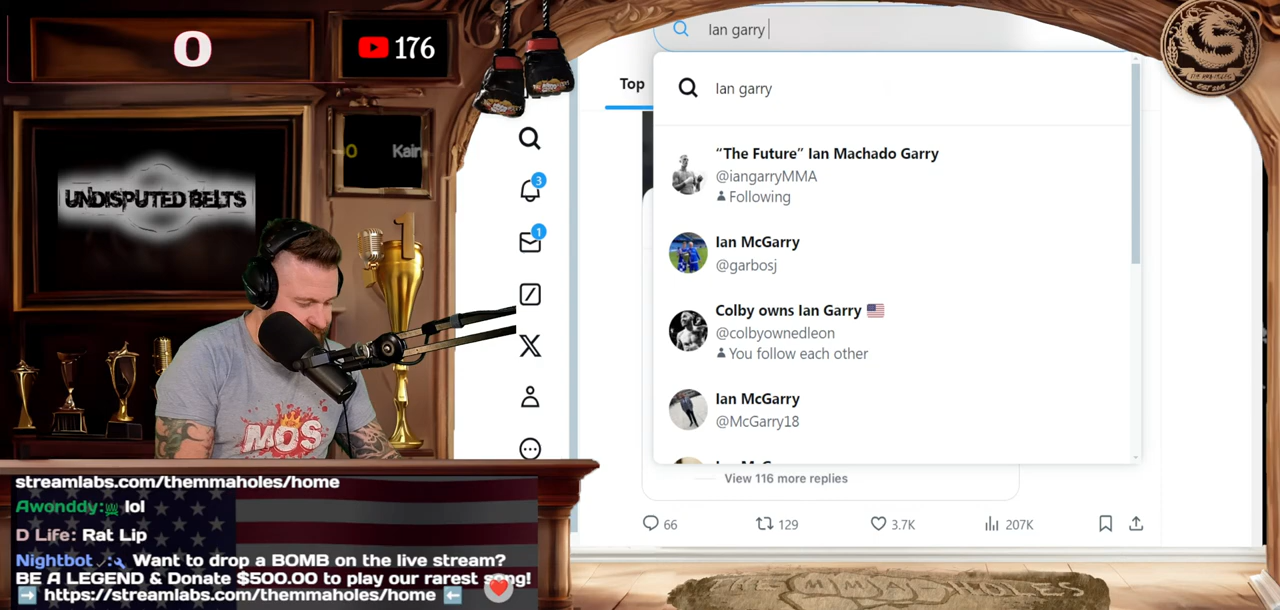 0
176
0 Kain
UNDISPUTED BELTS
1
MOS
Ian garry
Top
Ian garry
“The Future” Ian Machado Garry
@iangarryMMA
Following
Ian McGarry
@garbosj
Colby owns Ian Garry 🇺🇸
@colbyownedleon
You follow each other
Ian McGarry
@McGarry18
View 116 more replies
66 129 3.7K 207K
3
1
streamlabs.com/themmaholes/home
Awonddy: lol
D Life: Rat Lip
Nightbot : Want to drop a BOMB on the live stream?
BE A LEGEND & Donate $500.00 to play our rarest song!
➡ https://streamlabs.com/themmaholes/home ⬅
THE MMA HOLES